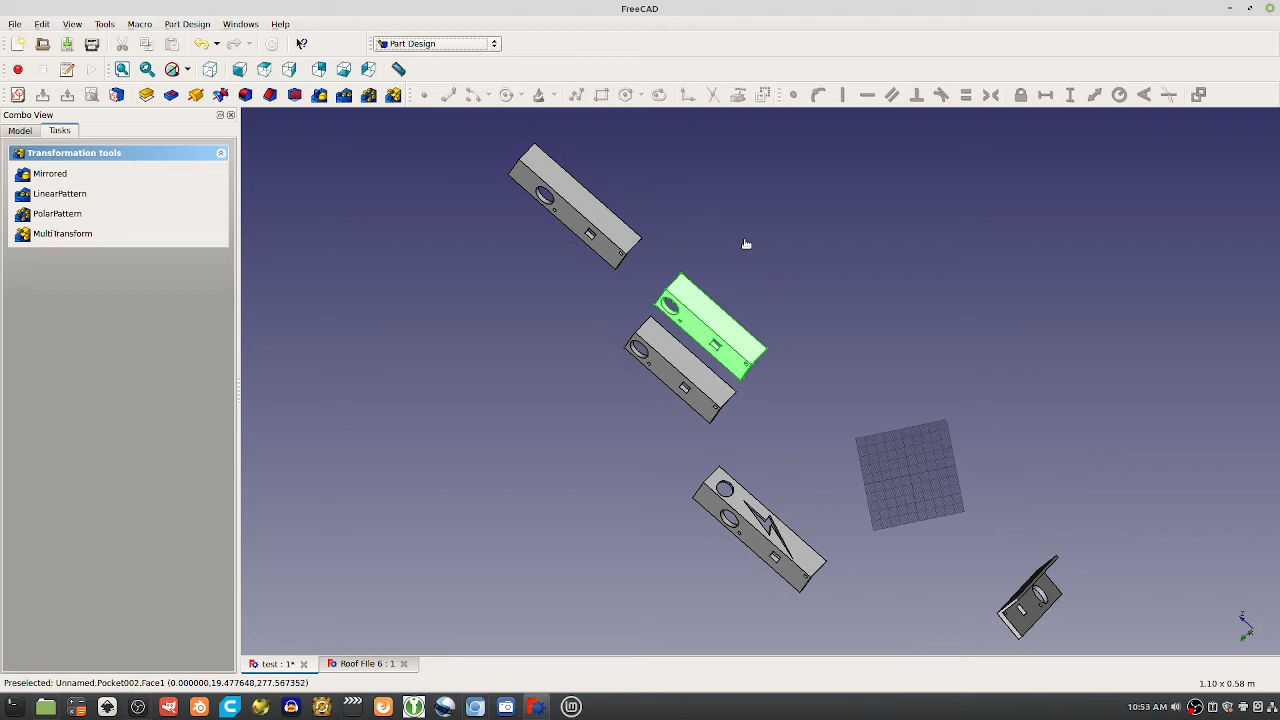 FreeCAD
File Edit View Tools Macro Part Design Windows Help
Part Design
Combo View
Model Tasks
Transformation tools
Mirrored
LinearPattern
PolarPattern
MultiTransform
test : 1* Roof FIle 6 : 1
Preselected: Unnamed.Pocket002.Face1 (0.000000,19.477648,277.567352) 1.10 x 0.58 m
10:53 AM